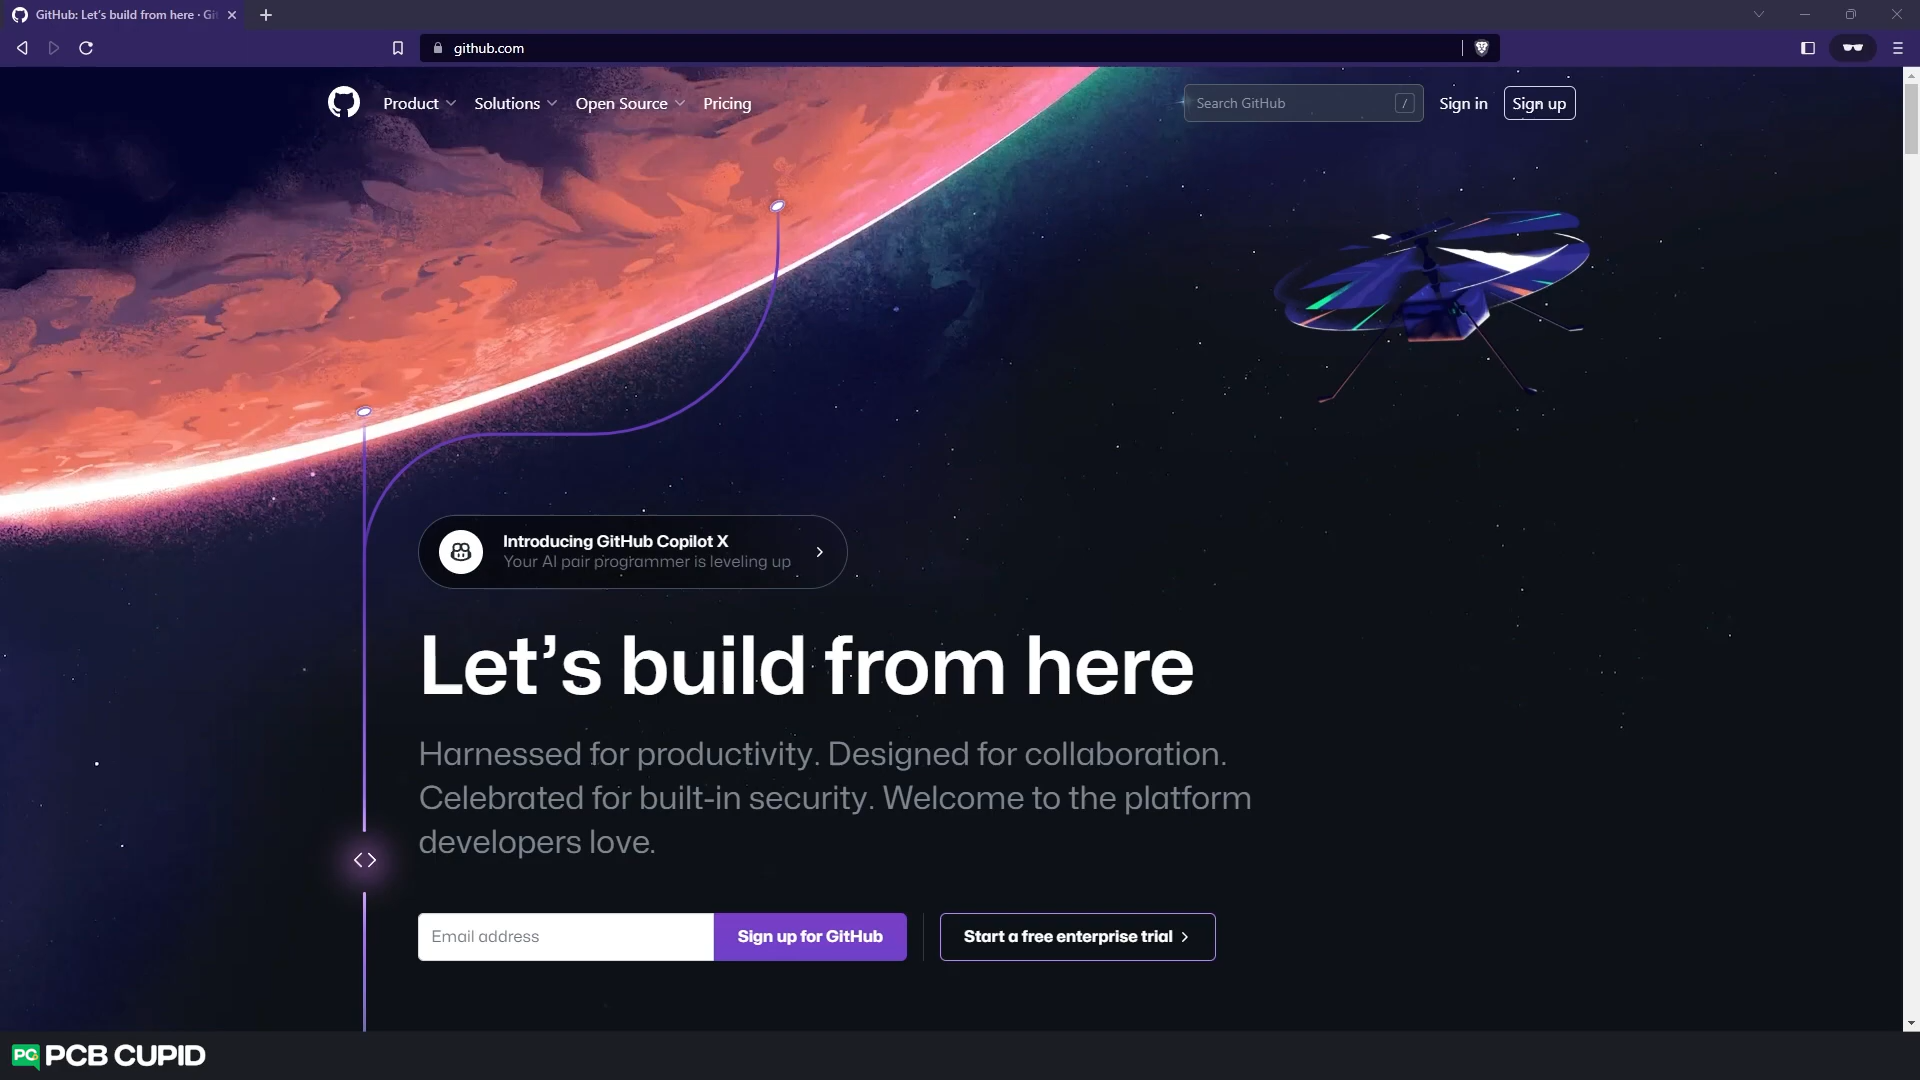 GitHub: Let's build from here · Gi
github.com
Product
Solutions
Open Source
Pricing
Search GitHub
/
Sign in
Sign up
Introducing GitHub Copilot X
Your AI pair programmer is leveling up
Let’s build from here
Harnessed for productivity. Designed for collaboration.
Celebrated for built-in security. Welcome to the platform
developers love.
Email address
Sign up for GitHub
Start a free enterprise trial
PC
PCB CUPID